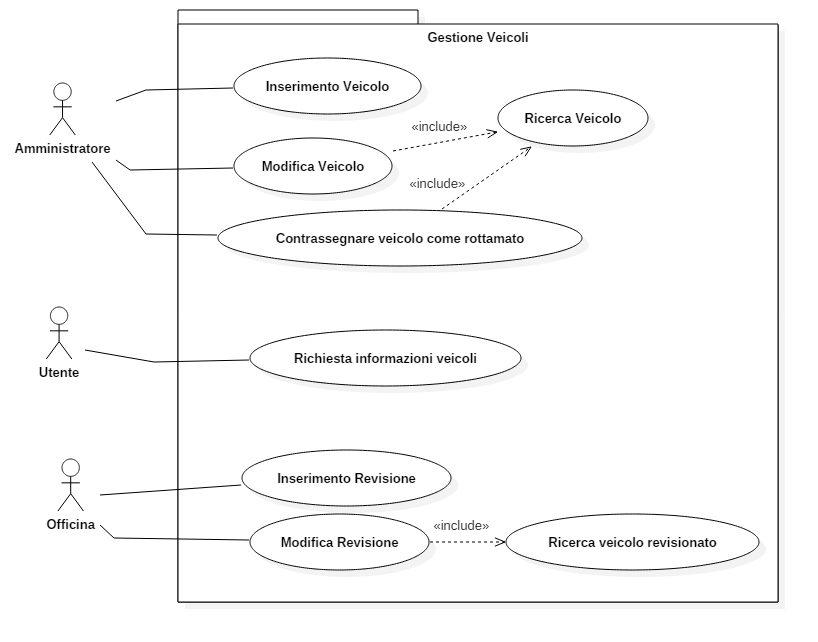 Gestione Veicoli
Inserimento Veicolo
Ricerca Veicolo
«include»
Amministratore
Modifica Veicolo
«include»
Contrassegnare veicolo come rottamato
Utente
Richiesta informazioni veicoli
Inserimento Revisione
Officina
«include»
Modifica Revisione
Ricerca veicolo revisionato